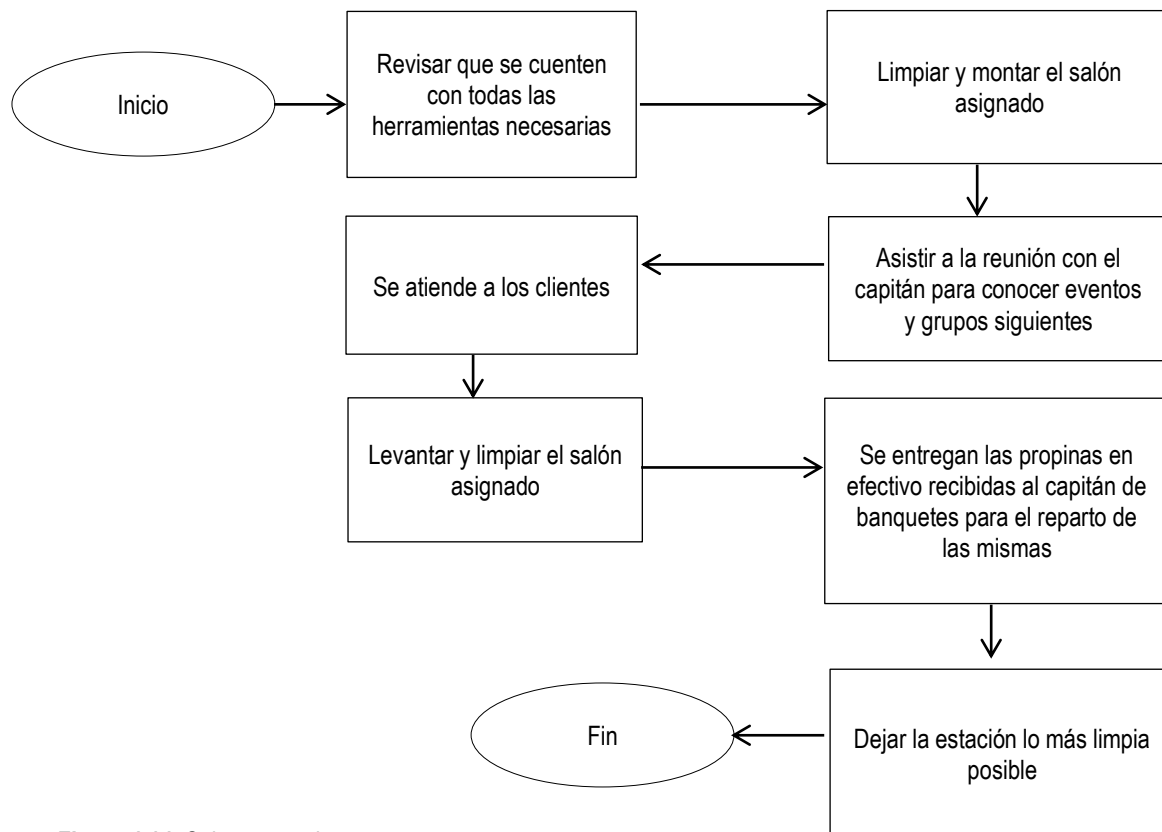 Inicio
Revisar que se cuenten
con todas las
herramientas necesarias
Limpiar y montar el salón
asignado
Asistir a la reunión con el
capitán para conocer eventos
y grupos siguientes
Se atiende a los clientes
Levantar y limpiar el salón
asignado
Se entregan las propinas en
efectivo recibidas al capitán de
banquetes para el reparto de
las mismas
Dejar la estación lo más limpia
posible
Fin